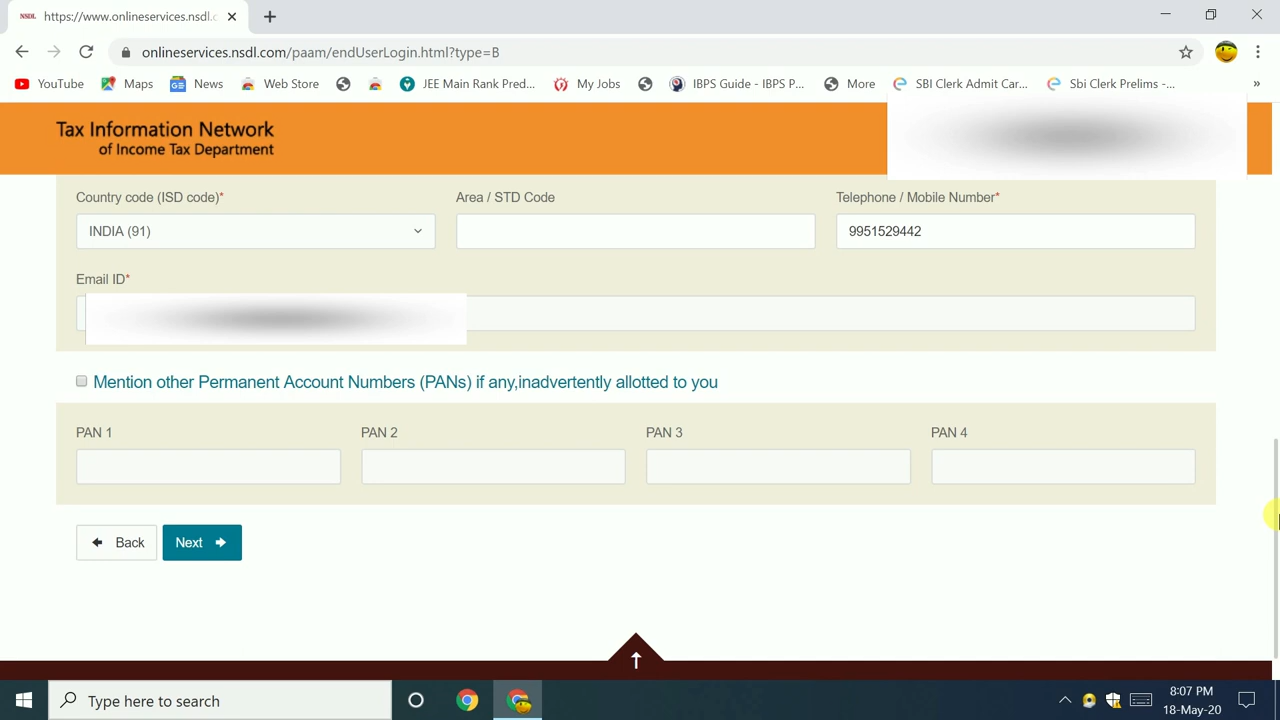 NSDL https://www.onlineservices.nsdl.c
onlineservices.nsdl.com/paam/endUserLogin.html?type=B
YouTube Maps News Web Store JEE Main Rank Pred... My Jobs IBPS Guide - IBPS P... More SBI Clerk Admit Car... Sbi Clerk Prelims -... »
Tax Information Network
of Income Tax Department
Country code (ISD code)* Area / STD Code Telephone / Mobile Number*
INDIA (91) 9951529442
Email ID*
Mention other Permanent Account Numbers (PANs) if any,inadvertently allotted to you
PAN 1 PAN 2 PAN 3 PAN 4
Back Next
Type here to search
8:07 PM
18-May-20